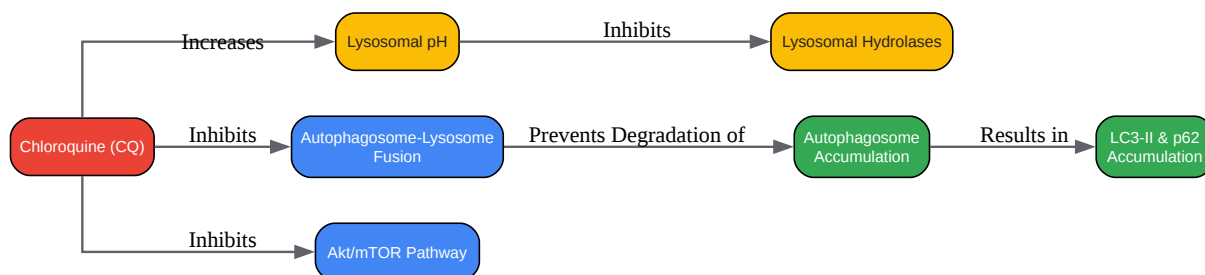 Increases
Lysosomal pH
Inhibits
Lysosomal Hydrolases
Chloroquine (CQ)
Inhibits
Autophagosome-Lysosome
Fusion
Prevents Degradation of
Autophagosome
Accumulation
Results in
LC3-II & p62
Accumulation
Inhibits
Akt/mTOR Pathway